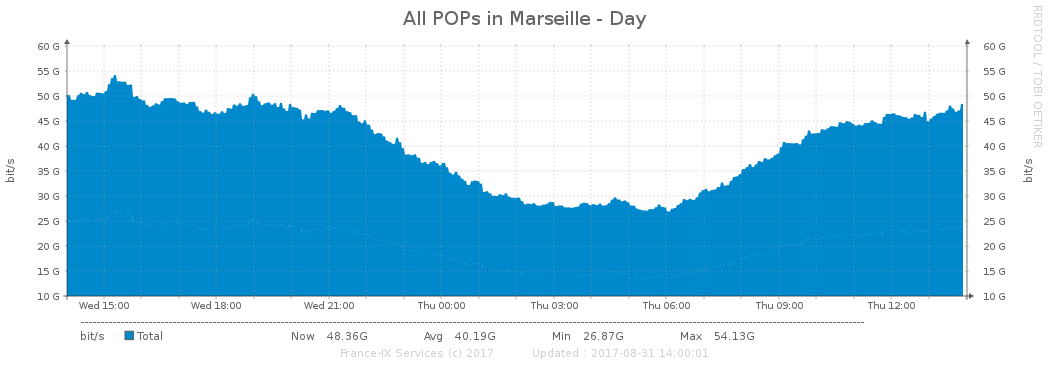 All POPs in Marseille - Day
RRDTOOL / TOBI OETIKER
60 G 60 G
55 G 55 G
50 G 50 G
45 G 45 G
40 G 40 G
35 G 35 G
30 G 30 G
25 G 25 G
20 G 20 G
15 G 15 G
10 G 10 G
bit/s
bit/s
Wed 15:00 Wed 18:00 Wed 21:00 Thu 00:00 Thu 03:00 Thu 06:00 Thu 09:00 Thu 12:00
bit/s Total Now 48.36G Avg 40.19G Min 26.87G Max 54.13G
France-IX Services (c) 2017 Updated : 2017-08-31 14:00:01